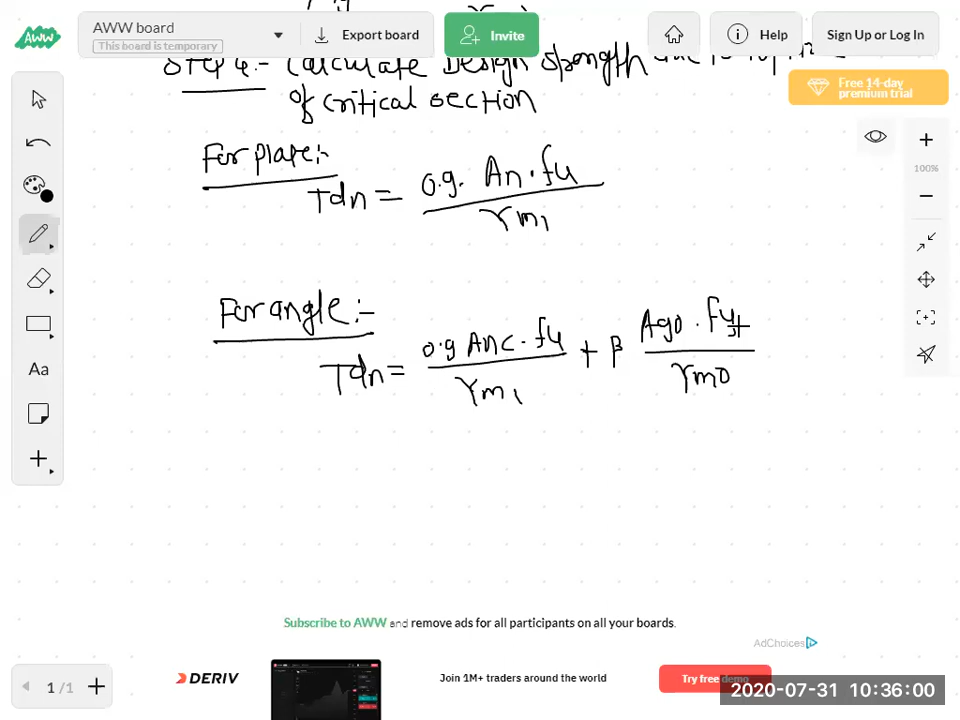 AWW board
This board is temporary
Export board
Invite
Help
Sign Up or Log In
Free 14-day
premium trial
Step 4:- Calculate Design strength due to
of critical section
100%
For plate:-
Tdn = 0.9. An . fu / γm1
For angle:-
Tdn = 0.9 Anc . fu / γm1 + β Ago . fy / γm0
Aa
Subscribe to AWW and remove ads for all participants on all your boards.
AdChoices
DERIV
Join 1M+ traders around the world
Try free demo
1 /1
2020-07-31 10:36:00